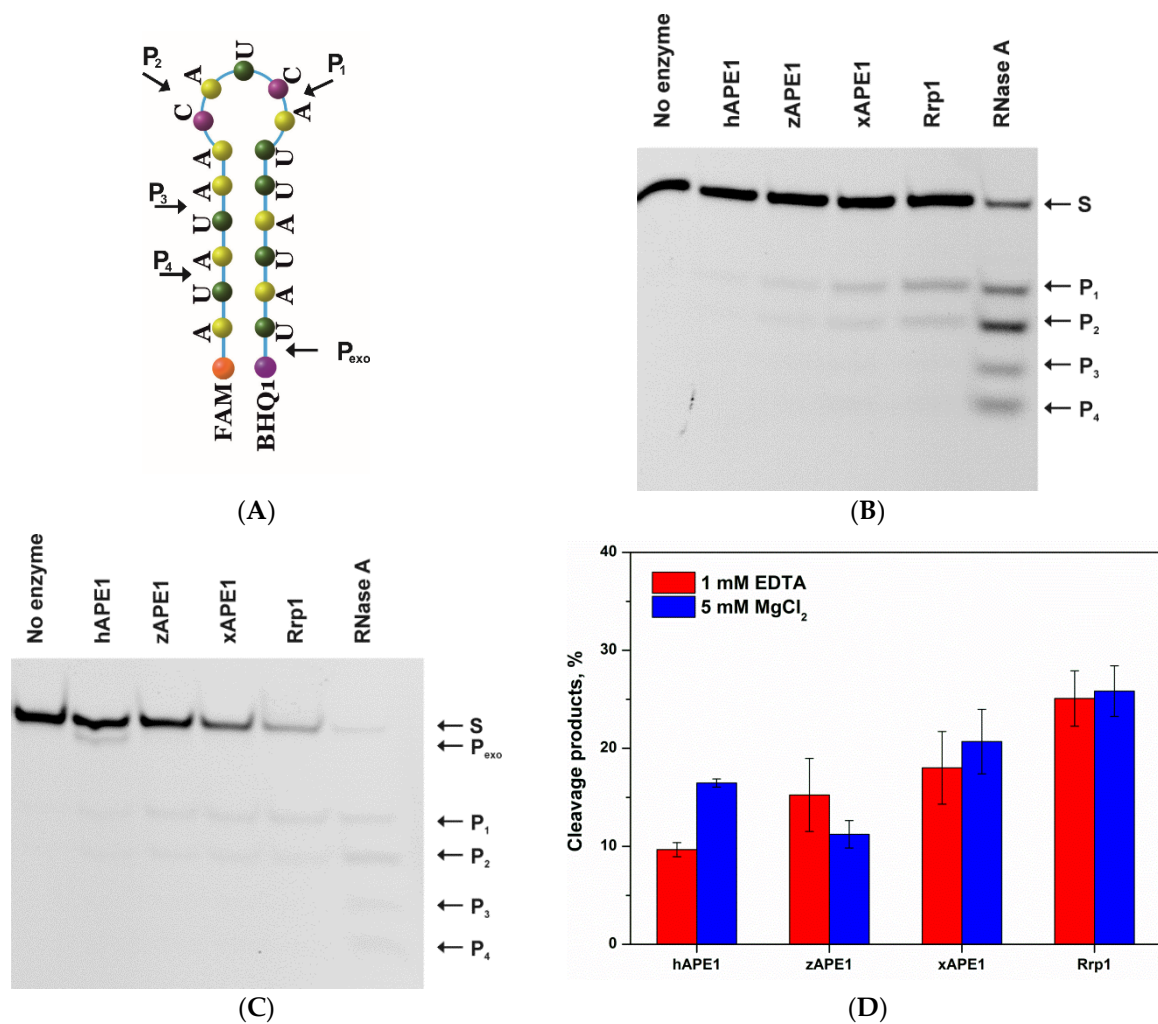 P2
P1
C A U C A
A A U A U A
U U A U A U
P3
P4
Pexo
FAM
BHQ1
(A)
No enzyme
hAPE1
zAPE1
xAPE1
Rrp1
RNase A
S
P1
P2
P3
P4
(B)
No enzyme
hAPE1
zAPE1
xAPE1
Rrp1
RNase A
S
Pexo
P1
P2
P3
P4
(C)
40
30
20
10
0
Cleavage products, %
1 mM EDTA
5 mM MgCl2
hAPE1 zAPE1 xAPE1 Rrp1
(D)